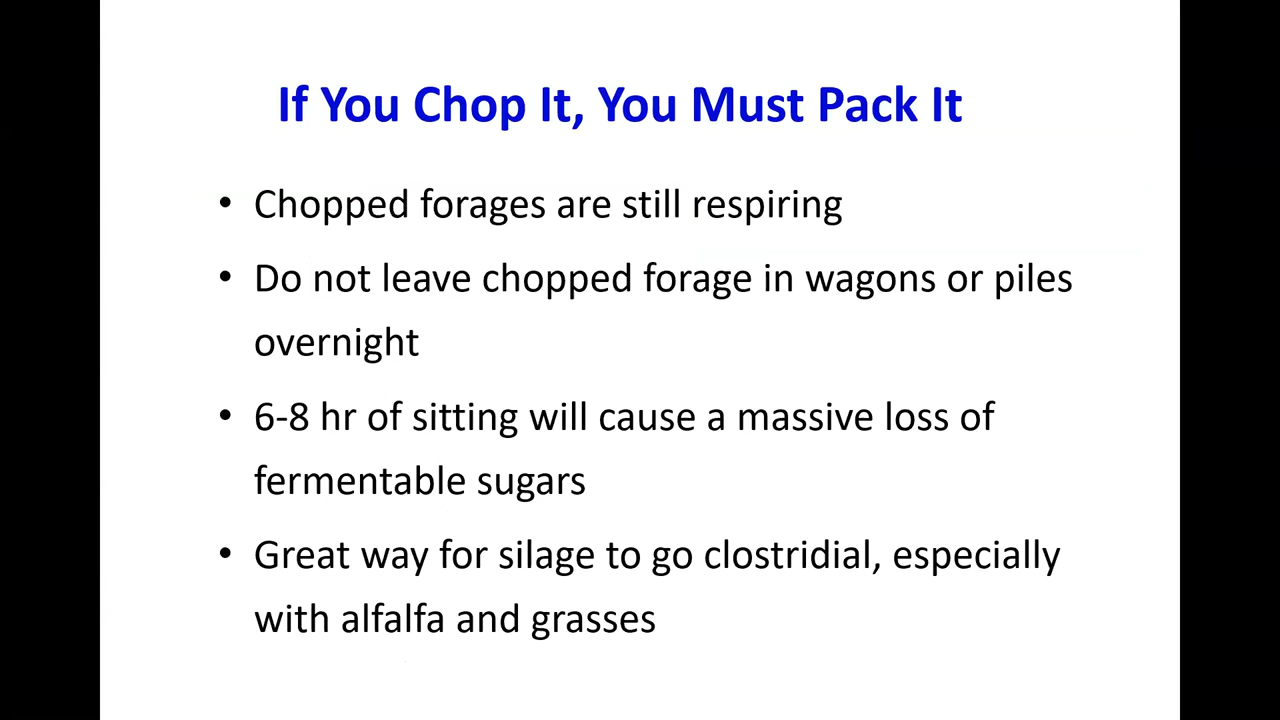 If You Chop It, You Must Pack It
• Chopped forages are still respiring
• Do not leave chopped forage in wagons or piles
overnight
• 6-8 hr of sitting will cause a massive loss of
fermentable sugars
• Great way for silage to go clostridial, especially
with alfalfa and grasses